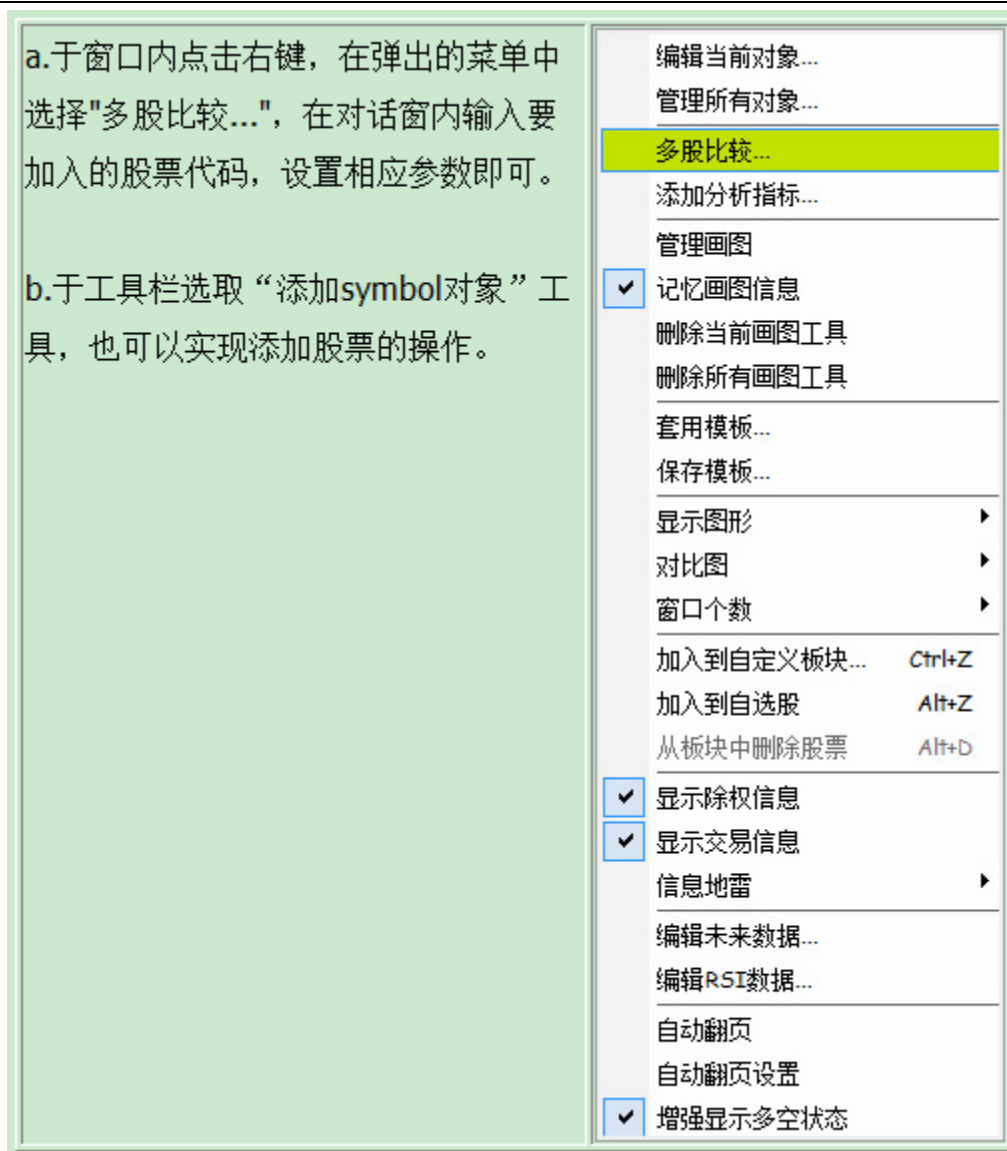 a.于窗口内点击右键，在弹出的菜单中
选择"多股比较..."，在对话窗内输入要
加入的股票代码，设置相应参数即可。
b.于工具栏选取“添加symbol对象”工
具，也可以实现添加股票的操作。
编辑当前对象...
管理所有对象...
多股比较...
添加分析指标...
管理画图
记忆画图信息
删除当前画图工具
删除所有画图工具
套用模板...
保存模板...
显示图形
对比图
窗口个数
加入到自定义板块... Ctrl+Z
加入到自选股 Alt+Z
从板块中删除股票 Alt+D
显示除权信息
显示交易信息
信息地雷
编辑未来数据...
编辑RSI数据...
自动翻页
自动翻页设置
增强显示多空状态